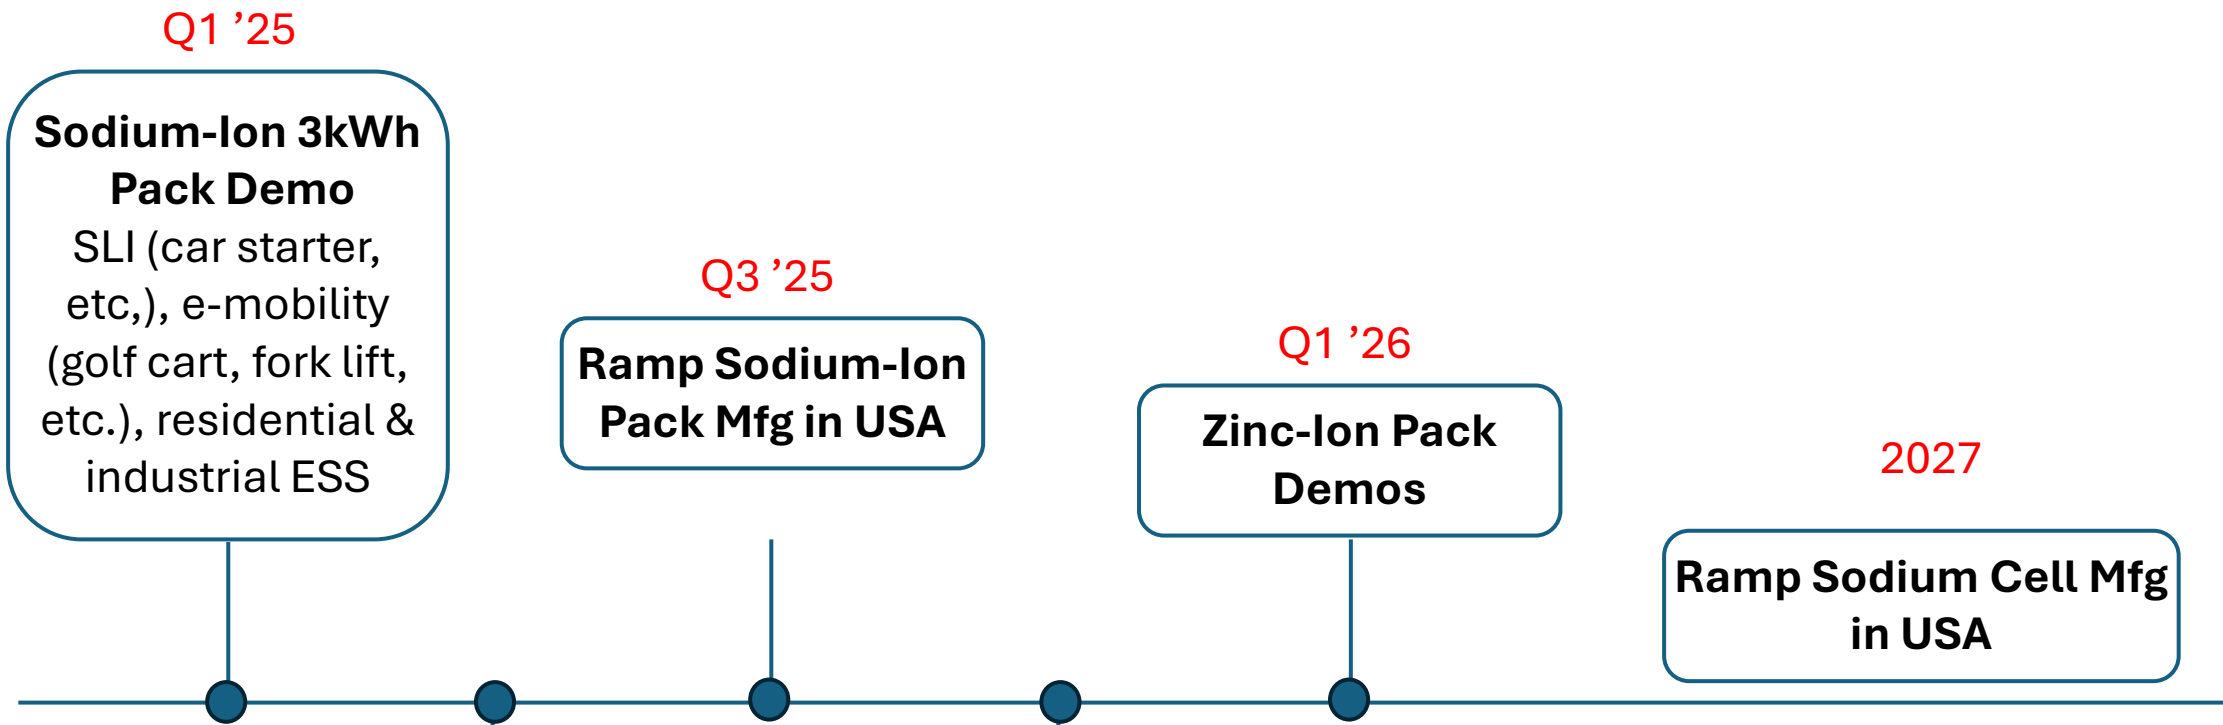 Q1 ’25
Sodium-Ion 3kWh
Pack Demo
SLI (car starter,
etc,), e-mobility
(golf cart, fork lift,
etc.), residential &
industrial ESS
Q3 ’25
Ramp Sodium-Ion
Pack Mfg in USA
Q1 ’26
Zinc-Ion Pack
Demos
2027
Ramp Sodium Cell Mfg
in USA